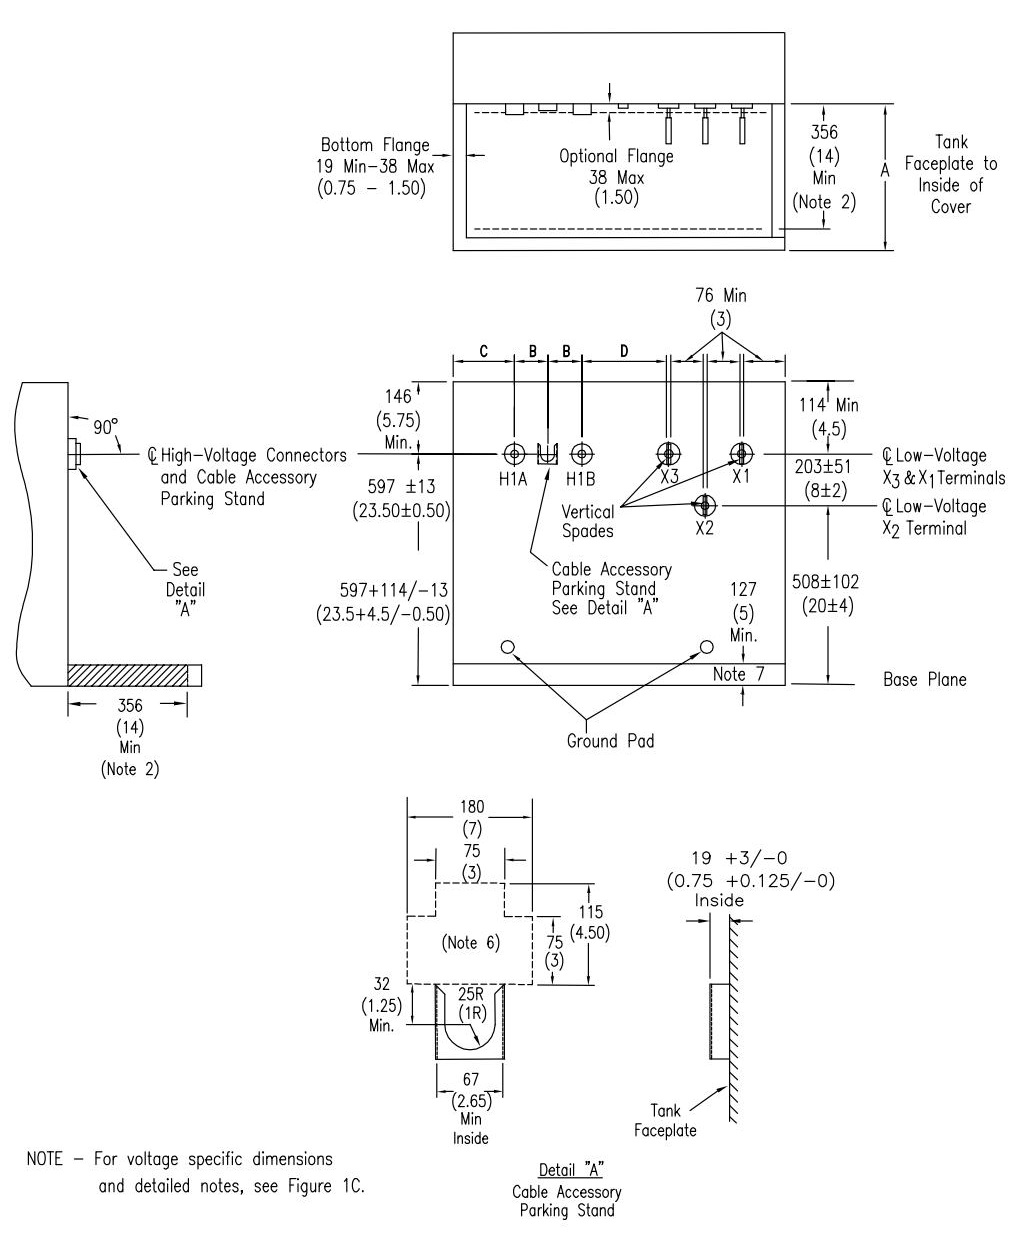 Bottom Flange
19 Min–38 Max
(0.75 – 1.50)
Optional Flange
38 Max
(1.50)
356
(14)
Min
(Note 2)
A
Tank
Faceplate to
Inside of
Cover
76 Min
(3)
C
B
B
D
90°
℄ High–Voltage Connectors
and Cable Accessory
Parking Stand
146
(5.75)
Min.
597 ±13
(23.50±0.50)
597+114/–13
(23.5+4.5/–0.50)
H1A
H1B
X3
X1
X2
Vertical
Spades
Cable Accessory
Parking Stand
See Detail "A"
127
(5)
Min.
Note 7
114 Min
(4.5)
203±51
(8±2)
508±102
(20±4)
℄ Low–Voltage
X3 & X1 Terminals
℄ Low–Voltage
X2 Terminal
Base Plane
See
Detail
"A"
356
(14)
Min
(Note 2)
Ground Pad
180
(7)
75
(3)
(Note 6)
75
(3)
115
(4.50)
32
(1.25)
Min.
25R
(1R)
67
(2.65)
Min
Inside
19 +3/–0
(0.75 +0.125/–0)
Inside
Tank
Faceplate
Detail "A"
Cable Accessory
Parking Stand
NOTE – For voltage specific dimensions
and detailed notes, see Figure 1C.